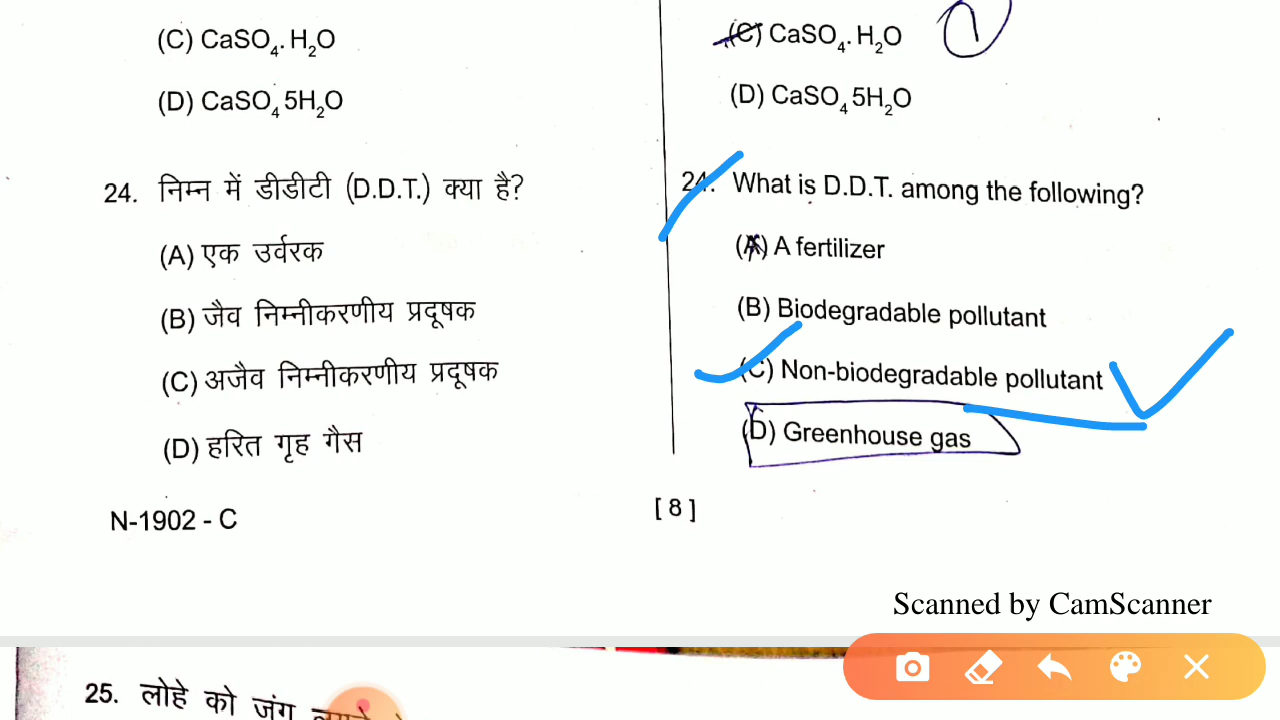 (C) CaSO₄. H₂O
(D) CaSO₄ 5H₂O
24. निम्न में डीडीटी (D.D.T.) क्या है?
(A) एक उर्वरक
(B) जैव निम्नीकरणीय प्रदूषक
(C) अजैव निम्नीकरणीय प्रदूषक
(D) हरित गृह गैस
N-1902 - C
(C) CaSO₄. H₂O
(D) CaSO₄ 5H₂O
24. What is D.D.T. among the following?
(A) A fertilizer
(B) Biodegradable pollutant
(C) Non-biodegradable pollutant
(D) Greenhouse gas
[ 8 ]
Scanned by CamScanner
25. लोहे को जंग